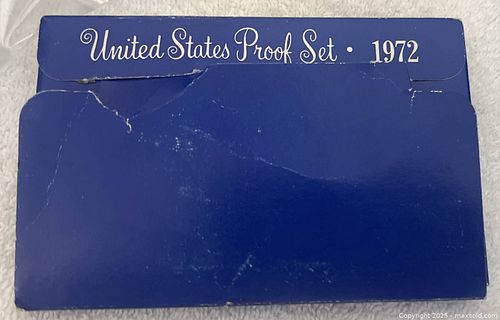 United States Proof Set • 1972
Copyright 2025 - maxsold.com